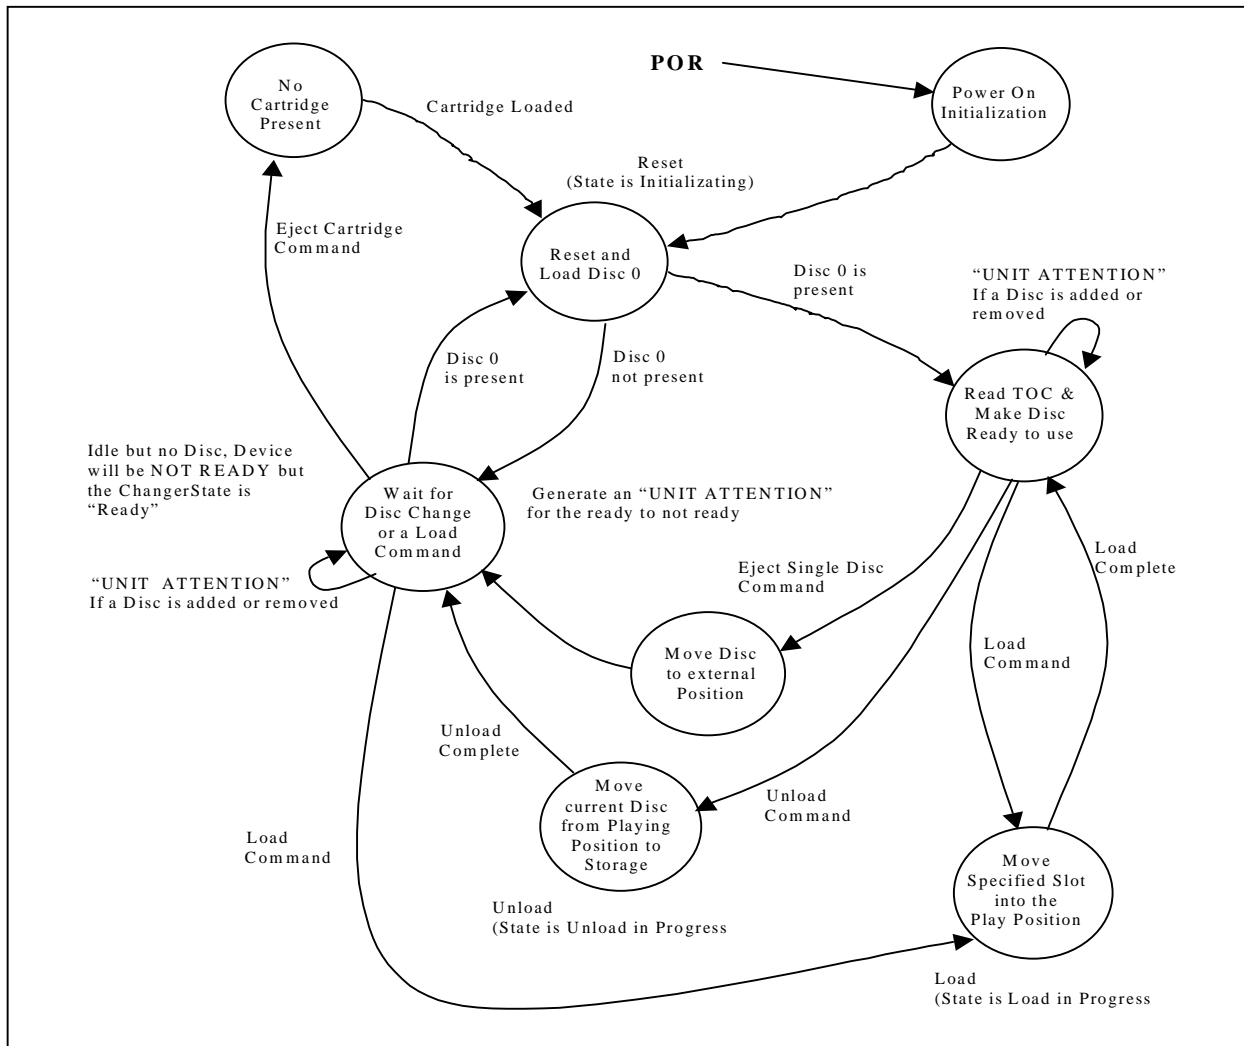 POR
No
Cartridge
Present
Cartridge Loaded
Power On
Initialization
Reset
(State is Initializating)
Eject Cartridge
Command
Reset and
Load Disc 0
Disc 0 is
present
“UNIT ATTENTION”
If a Disc is added or
removed
Disc 0
is present
Disc 0
not present
Read TOC &
Make Disc
Ready to use
Idle but no Disc, Device
will be NOT READY but
the ChangerState is
“Ready”
Wait for
Disc Change
or a Load
Command
Generate an “UNIT ATTENTION”
for the ready to not ready
“UNIT ATTENTION”
If a Disc is added or removed
Eject Single Disc
Command
Load
Complete
Move Disc
to external
Position
Load
Command
Unload
Complete
Move
current Disc
from Playing
Position to
Storage
Unload
Command
Load
Command
Move
Specified Slot
into the
Play Position
Unload
(State is Unload in Progress
Load
(State is Load in Progress